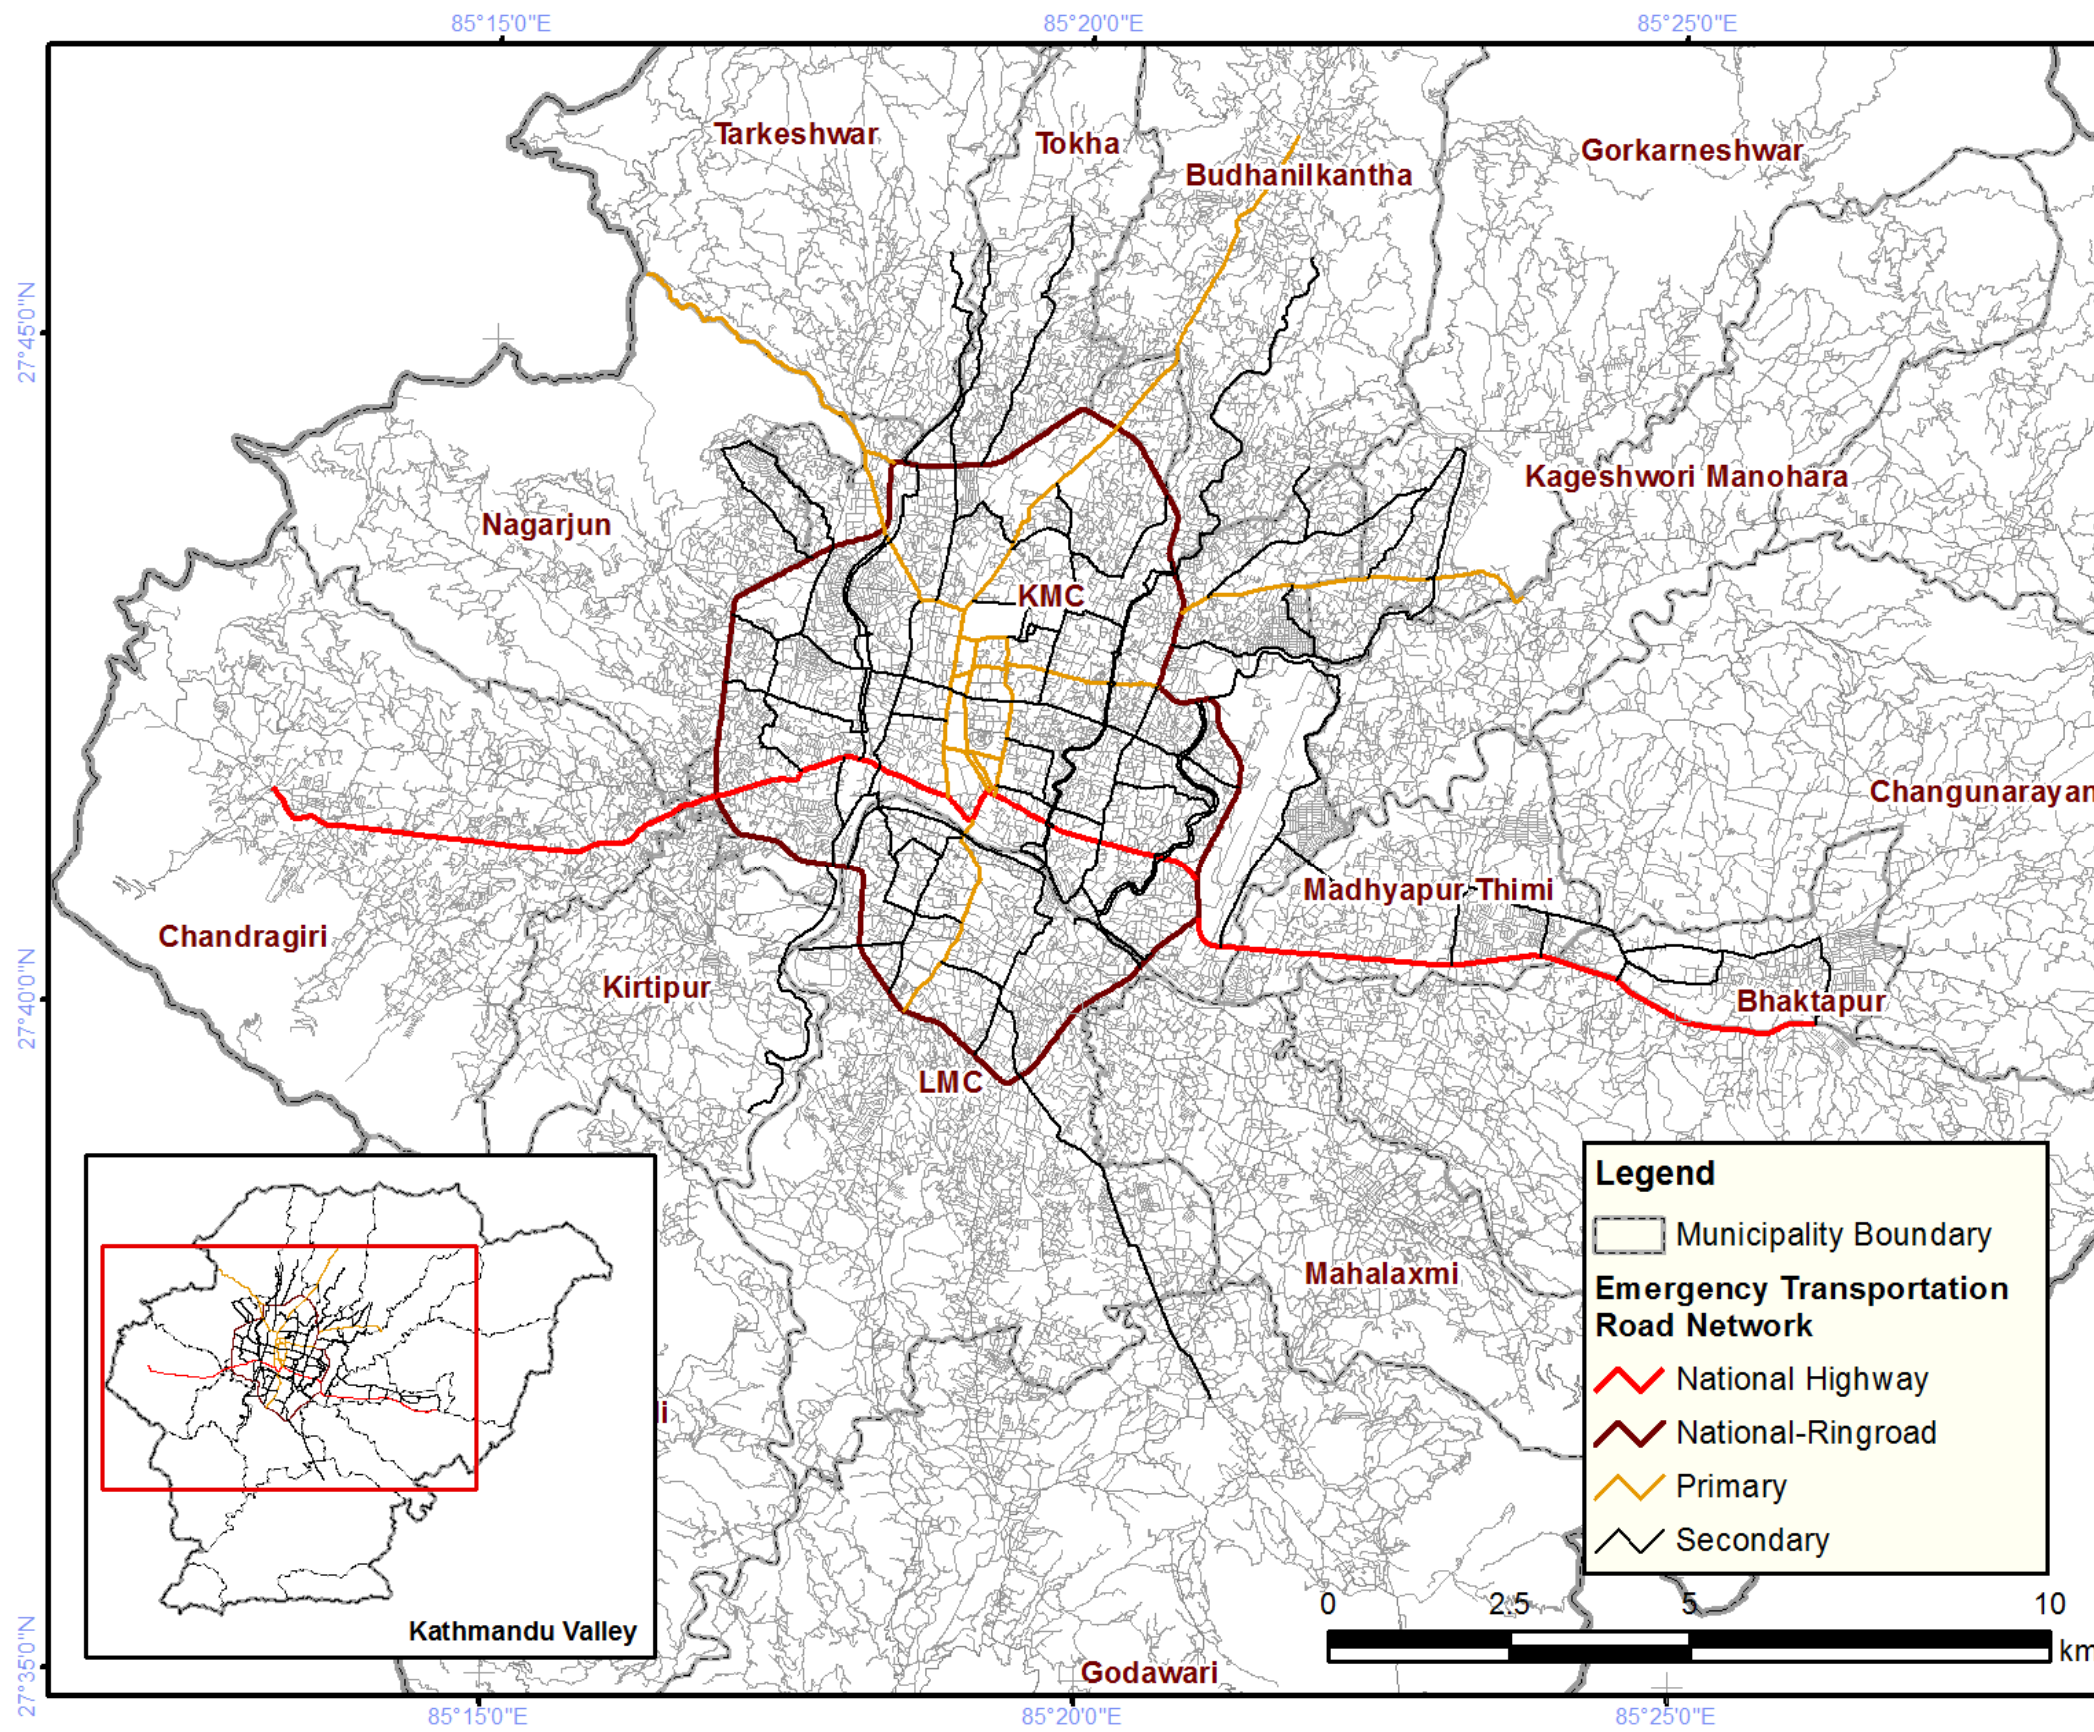 85°15'0"E
85°20'0"E
85°25'0"E
Tarkeshwar
Tokha
Gorkarneshwar
Budhanilkantha
27°45'0"N
Kageshwori Manohara
Nagarjun
KMC
Changunarayan
Madhyapur Thimi
Chandragiri
Kirtipur
27°40'0"N
Bhaktapur
LMC
Legend
Municipality Boundary
Mahalaxmi
Emergency Transportation
Road Network
National Highway
li
National-Ringroad
Primary
Secondary
0 2.5 5 10
km
Kathmandu Valley
27°35'0"N
Godawari
85°15'0"E
85°20'0"E
85°25'0"E